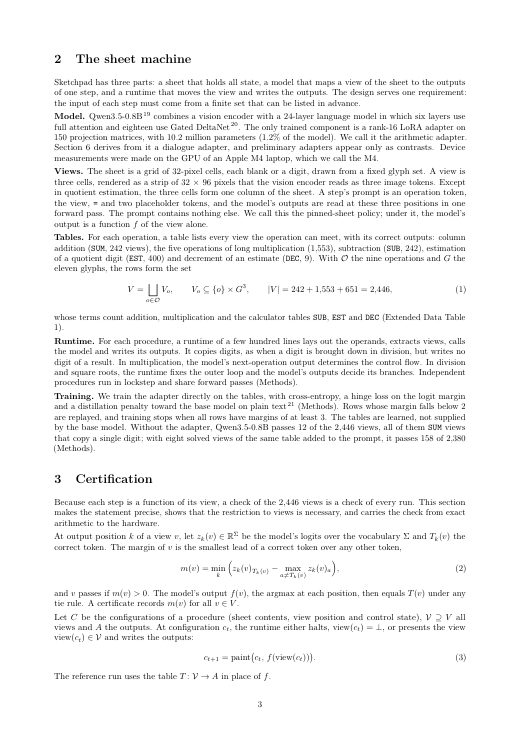 2 The sheet machine
Sketchpad has three parts: a sheet that holds all state, a model that maps a view of the sheet to the outputs
of one step, and a runtime that moves the view and writes the outputs. The design serves one requirement:
the input of each step must come from a finite set that can be listed in advance.
Model. Qwen3.5-0.8B¹⁹ combines a vision encoder with a 24-layer language model in which six layers use
full attention and eighteen use Gated DeltaNet²⁰. The only trained component is a rank-16 LoRA adapter on
150 projection matrices, with 10.2 million parameters (1.2% of the model). We call it the arithmetic adapter.
Section 6 derives from it a dialogue adapter, and preliminary adapters appear only as contrasts. Device
measurements were made on the GPU of an Apple M4 laptop, which we call the M4.
Views. The sheet is a grid of 32-pixel cells, each blank or a digit, drawn from a fixed glyph set. A view is
three cells, rendered as a strip of 32 × 96 pixels that the vision encoder reads as three image tokens. Except
in quotient estimation, the three cells form one column of the sheet. A step's prompt is an operation token,
the view, = and two placeholder tokens, and the model's outputs are read at these three positions in one
forward pass. The prompt contains nothing else. We call this the pinned-sheet policy; under it, the model's
output is a function f of the view alone.
Tables. For each operation, a table lists every view the operation can meet, with its correct outputs: column
addition (SUM, 242 views), the five operations of long multiplication (1,553), subtraction (SUB, 242), estimation
of a quotient digit (EST, 400) and decrement of an estimate (DEC, 9). With O the nine operations and G the
eleven glyphs, the rows form the set
V = ⨆_{o∈O} V_o, V_o ⊆ {o} × G³, |V| = 242 + 1,553 + 651 = 2,446, (1)
whose terms count addition, multiplication and the calculator tables SUB, EST and DEC (Extended Data Table
1).
Runtime. For each procedure, a runtime of a few hundred lines lays out the operands, extracts views, calls
the model and writes its outputs. It copies digits, as when a digit is brought down in division, but writes no
digit of a result. In multiplication, the model's next-operation output determines the control flow. In division
and square roots, the runtime fixes the outer loop and the model's outputs decide its branches. Independent
procedures run in lockstep and share forward passes (Methods).
Training. We train the adapter directly on the tables, with cross-entropy, a hinge loss on the logit margin
and a distillation penalty toward the base model on plain text²¹ (Methods). Rows whose margin falls below 2
are replayed, and training stops when all rows have margins of at least 3. The tables are learned, not supplied
by the base model. Without the adapter, Qwen3.5-0.8B passes 12 of the 2,446 views, all of them SUM views
that copy a single digit; with eight solved views of the same table added to the prompt, it passes 158 of 2,380
(Methods).
3 Certification
Because each step is a function of its view, a check of the 2,446 views is a check of every run. This section
makes the statement precise, shows that the restriction to views is necessary, and carries the check from exact
arithmetic to the hardware.
At output position k of a view v, let z_k(v) ∈ ℝ^Σ be the model's logits over the vocabulary Σ and T_k(v) the
correct token. The margin of v is the smallest lead of a correct token over any other token,
m(v) = min_k (z_k(v)_{T_k(v)} − max_{a≠T_k(v)} z_k(v)_a), (2)
and v passes if m(v) > 0. The model's output f(v), the argmax at each position, then equals T(v) under any
tie rule. A certificate records m(v) for all v ∈ V.
Let C be the configurations of a procedure (sheet contents, view position and control state), 𝒱 ⊇ V all
views and A the outputs. At configuration c_t, the runtime either halts, view(c_t) = ⊥, or presents the view
view(c_t) ∈ 𝒱 and writes the outputs:
c_{t+1} = paint(c_t, f(view(c_t))). (3)
The reference run uses the table T: 𝒱 → A in place of f.
3